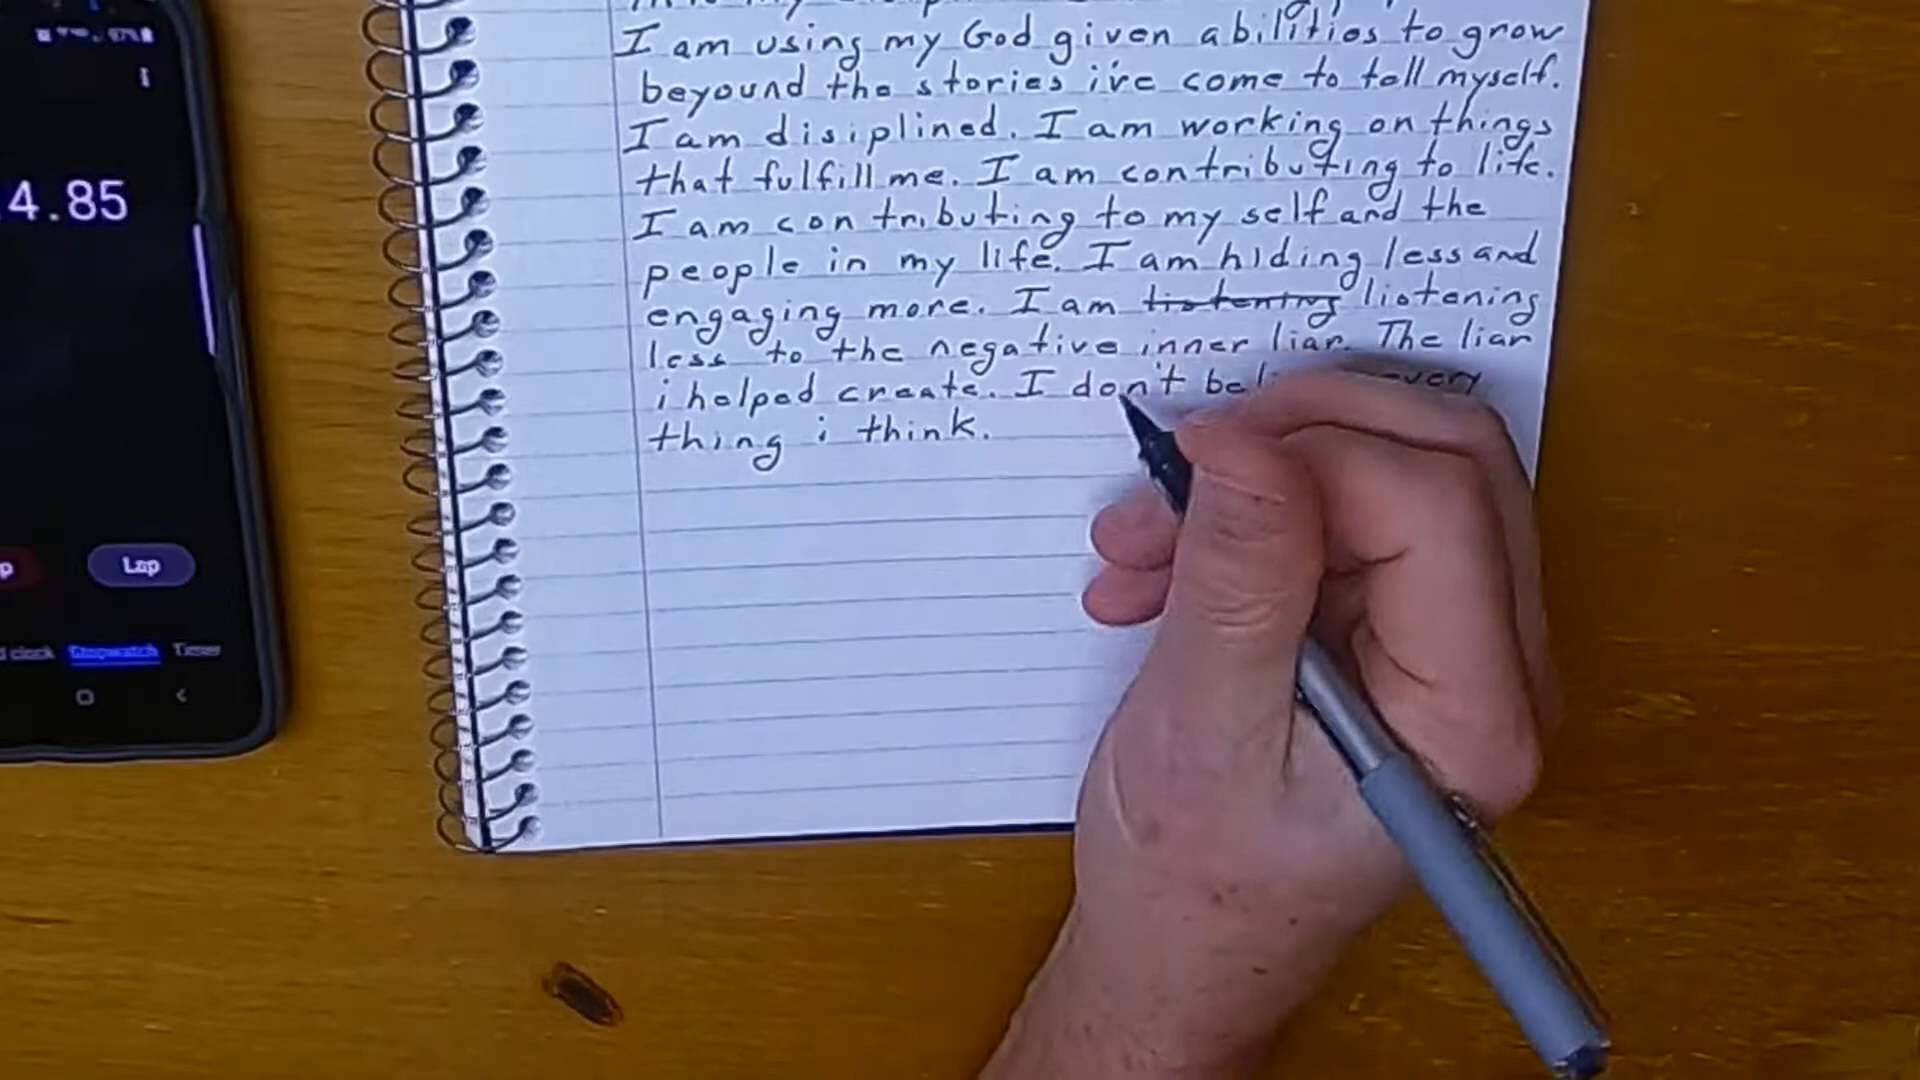 I am using my God given abilities to grow
beyound the stories i've come to tell myself.
I am disiplined. I am working on things
that fulfill me. I am contributing to life.
I am contributing to my self and the
people in my life. I am hiding less and
engaging more. I am listening listening
less to the negative inner liar. The liar
i helped create. I don't every
thing i think.
4.85
Lap
Stopwatch Timer